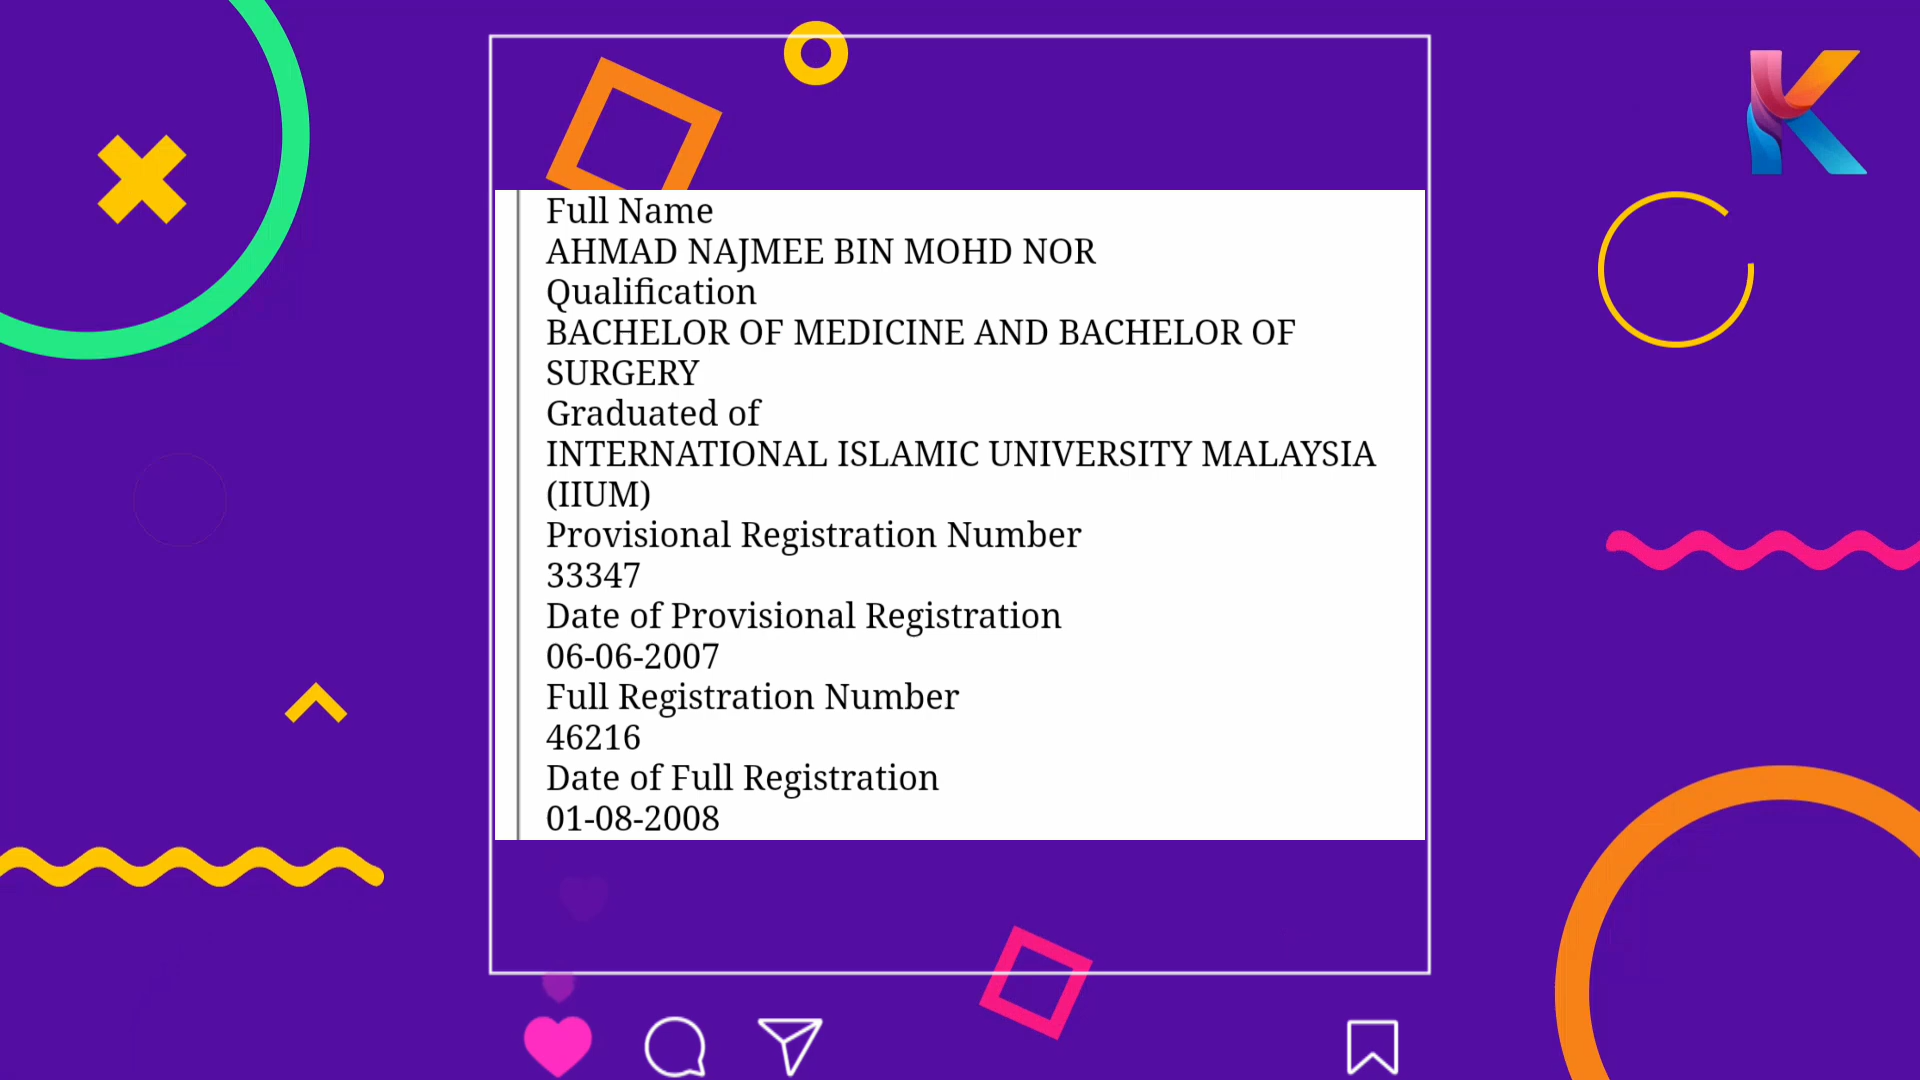 Full Name
AHMAD NAJMEE BIN MOHD NOR
Qualification
BACHELOR OF MEDICINE AND BACHELOR OF
SURGERY
Graduated of
INTERNATIONAL ISLAMIC UNIVERSITY MALAYSIA
(IIUM)
Provisional Registration Number
33347
Date of Provisional Registration
06-06-2007
Full Registration Number
46216
Date of Full Registration
01-08-2008
K